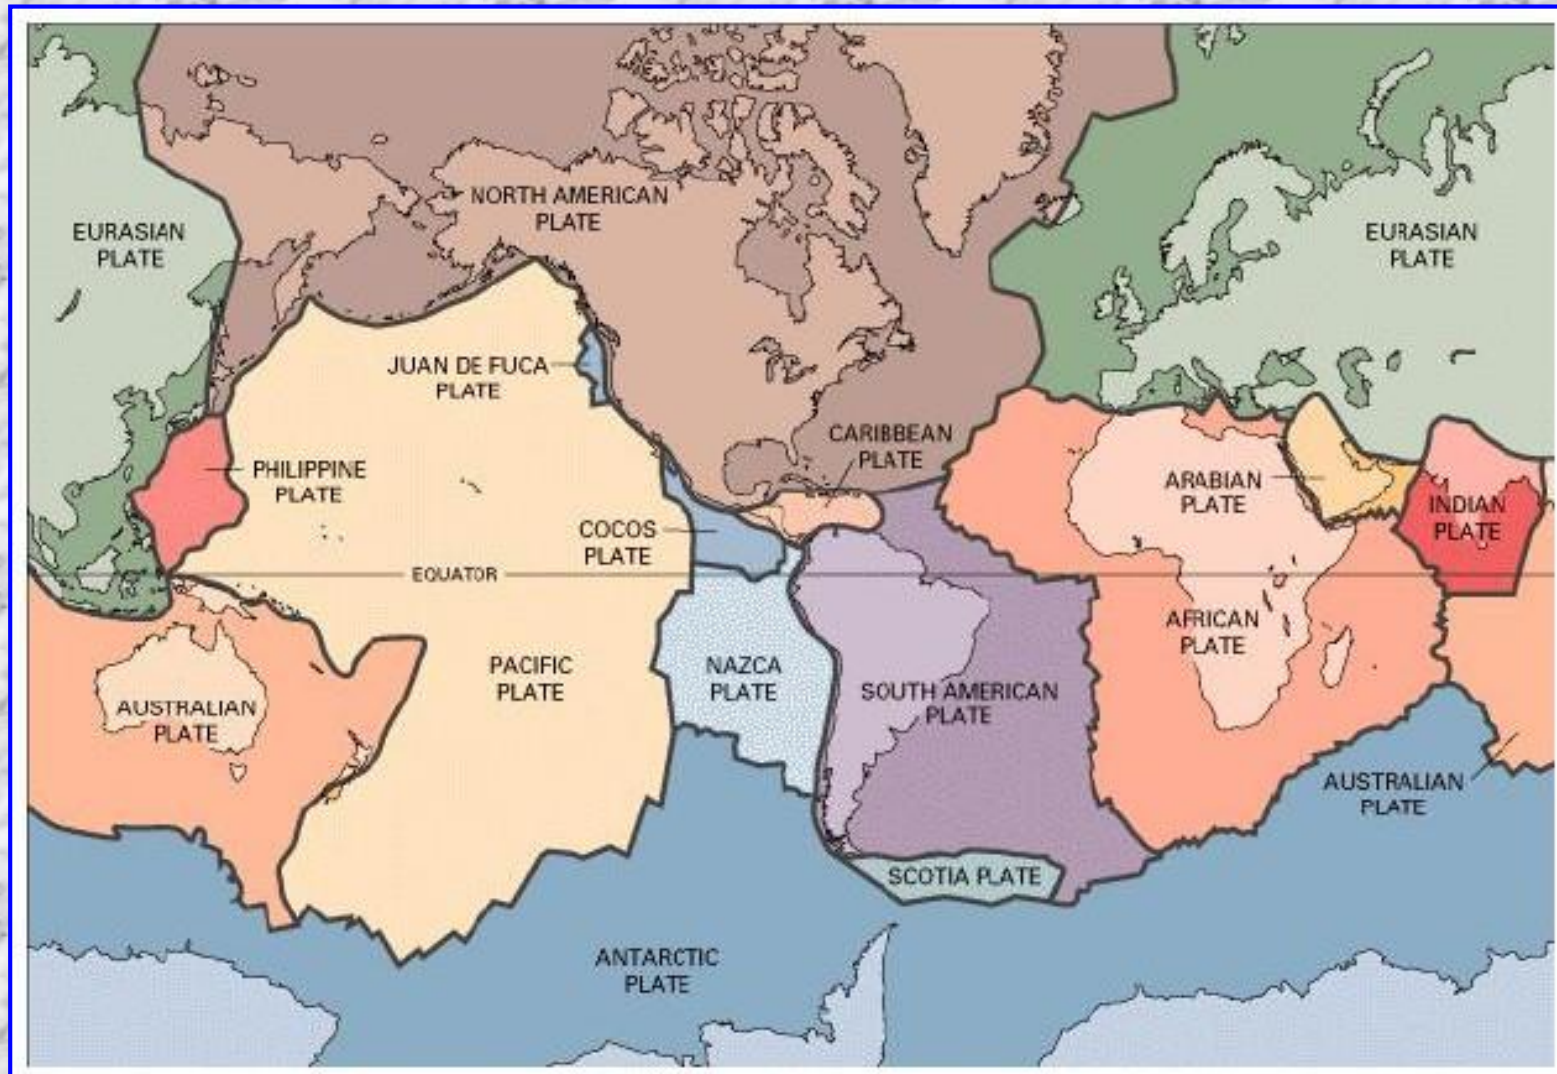 NORTH AMERICAN
PLATE
EURASIAN
PLATE
EURASIAN
PLATE
JUAN DE FUCA
PLATE
CARIBBEAN
PLATE
PHILIPPINE
PLATE
ARABIAN
PLATE
INDIAN
PLATE
COCOS
PLATE
EQUATOR
AFRICAN
PLATE
PACIFIC
PLATE
NAZCA
PLATE
SOUTH AMERICAN
PLATE
AUSTRALIAN
PLATE
AUSTRALIAN
PLATE
SCOTIA PLATE
ANTARCTIC
PLATE